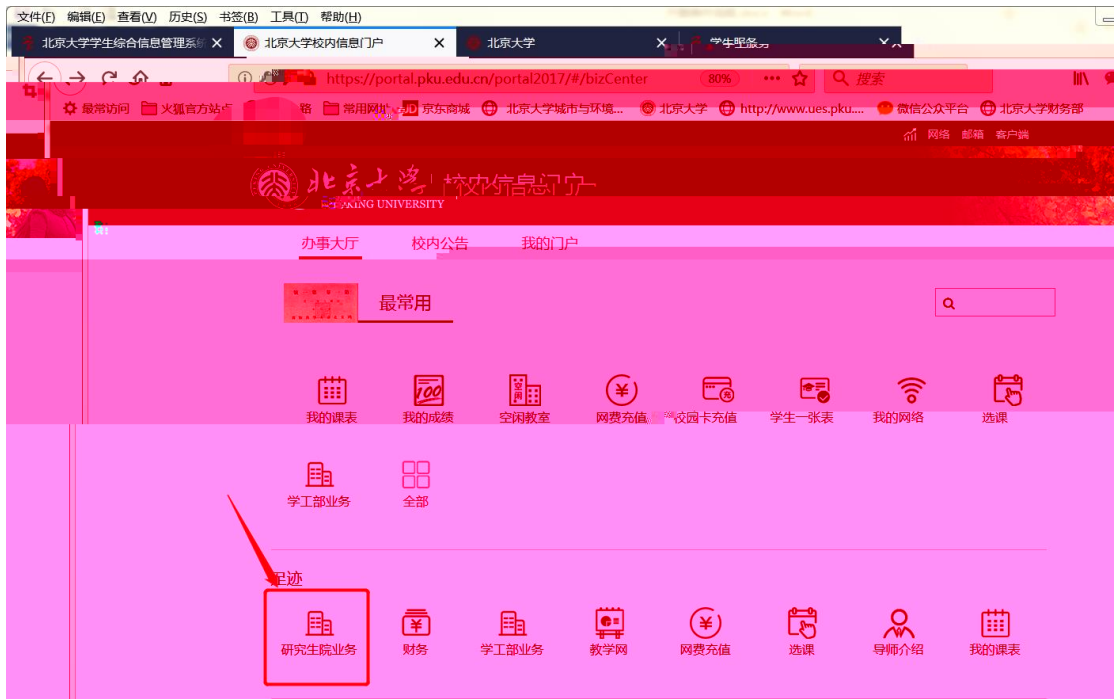 文件(F) 编辑(E) 查看(V) 历史(S) 书签(B) 工具(T) 帮助(H)
北京大学学生综合信息管理系统 北京大学校内信息门户 北京大学
https://portal.pku.edu.cn/portal2017/#/bizCenter 80% 搜索
最常访问 火狐官方站点 常用网址 JD 京东商城 北京大学城市与环境... 北京大学 http://www.ues.pku.... 微信公众平台 北京大学财务部
网络 邮箱 客户端
北京大学 校内信息门户
PEKING UNIVERSITY
办事大厅 校内公告 我的门户
最常用
我的课表 我的成绩 空闲教室 网费充值 校园卡充值 学生一张表 我的网络 选课
学工部业务 全部
足迹
研究生院业务 财务 学工部业务 教学网 网费充值 选课 导师介绍 我的课表